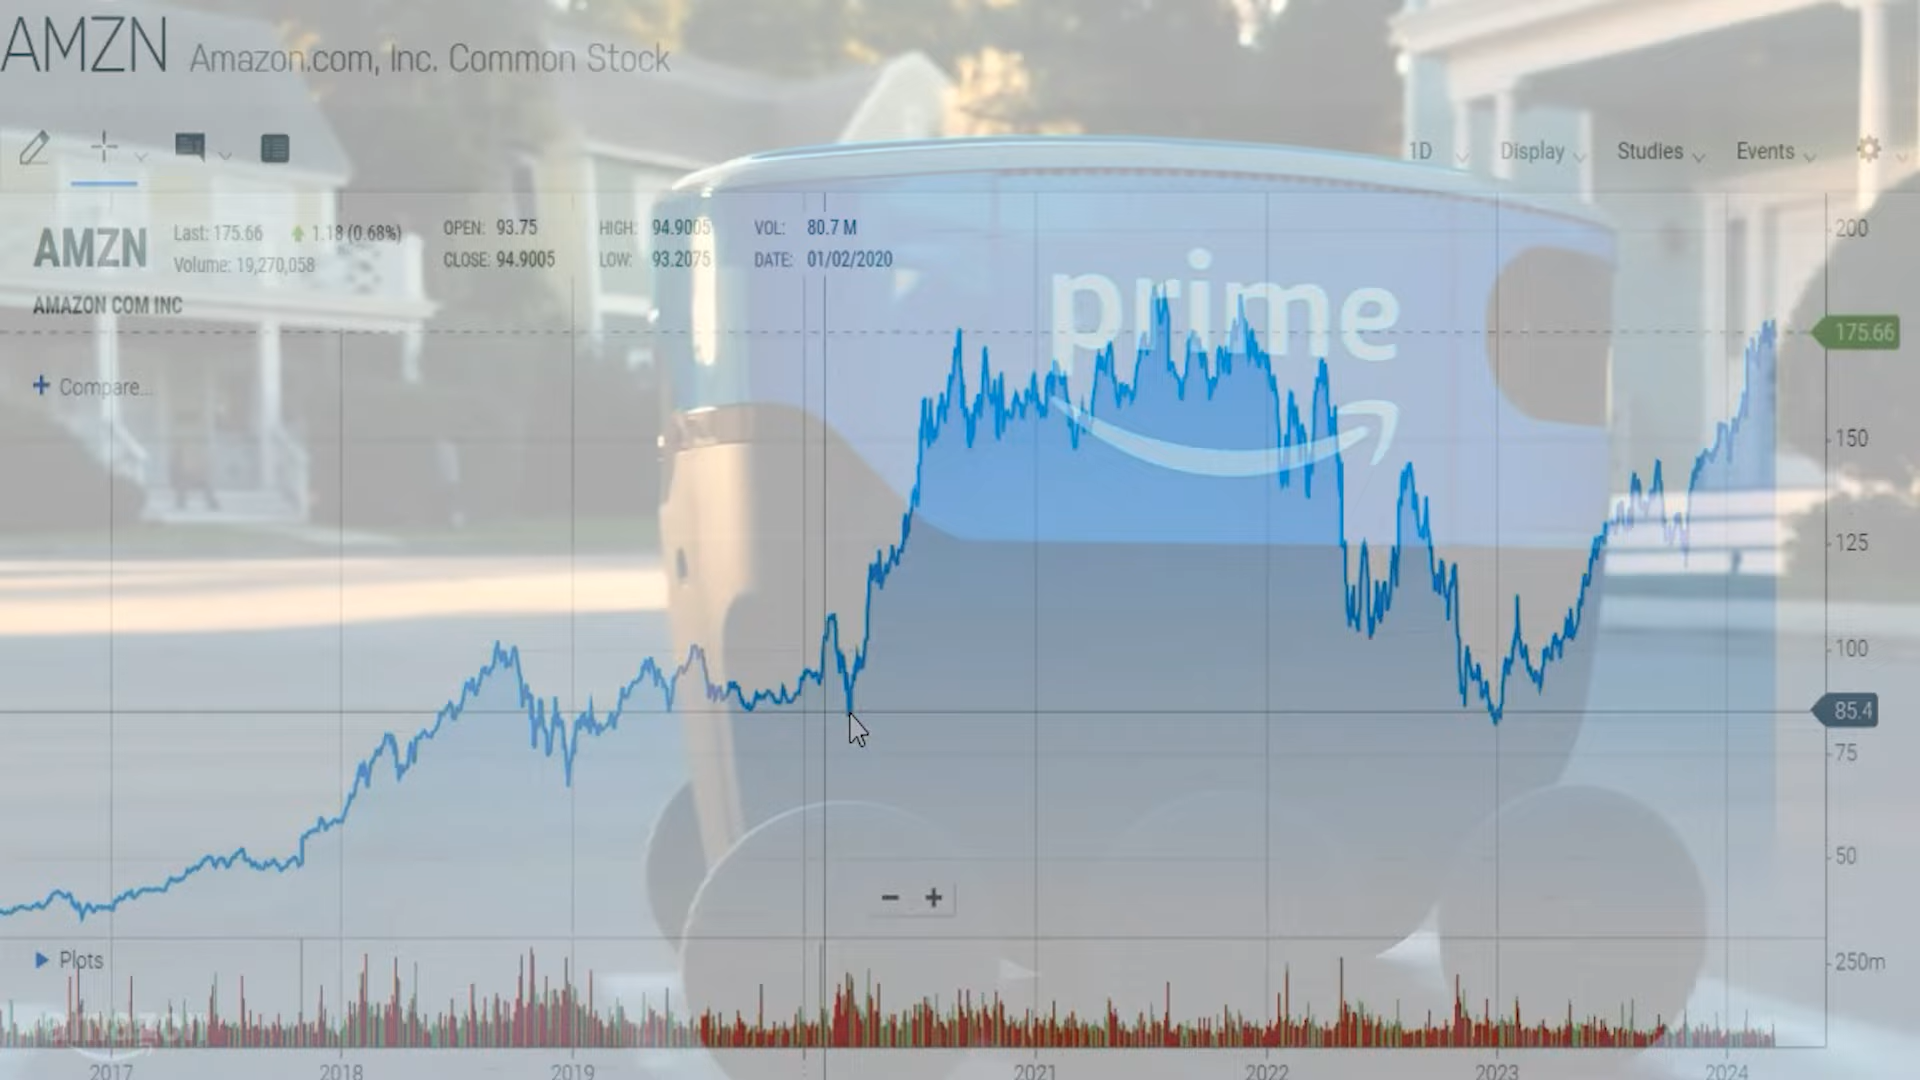 AMZN Amazon.com, Inc. Common Stock
1D Display Studies Events
AMZN Last: 175.66 1.18 (0.68%) OPEN: 93.75 HIGH: 94.9005 VOL: 80.7 M
Volume: 19,270,058 CLOSE: 94.9005 LOW: 93.2075 DATE: 01/02/2020
AMAZON COM INC
+ Compare...
prime
200
175.66
150
125
100
85.4
75
50
− +
Plots
250m
amazon
2017 2018 2019 2021 2022 2023 2024